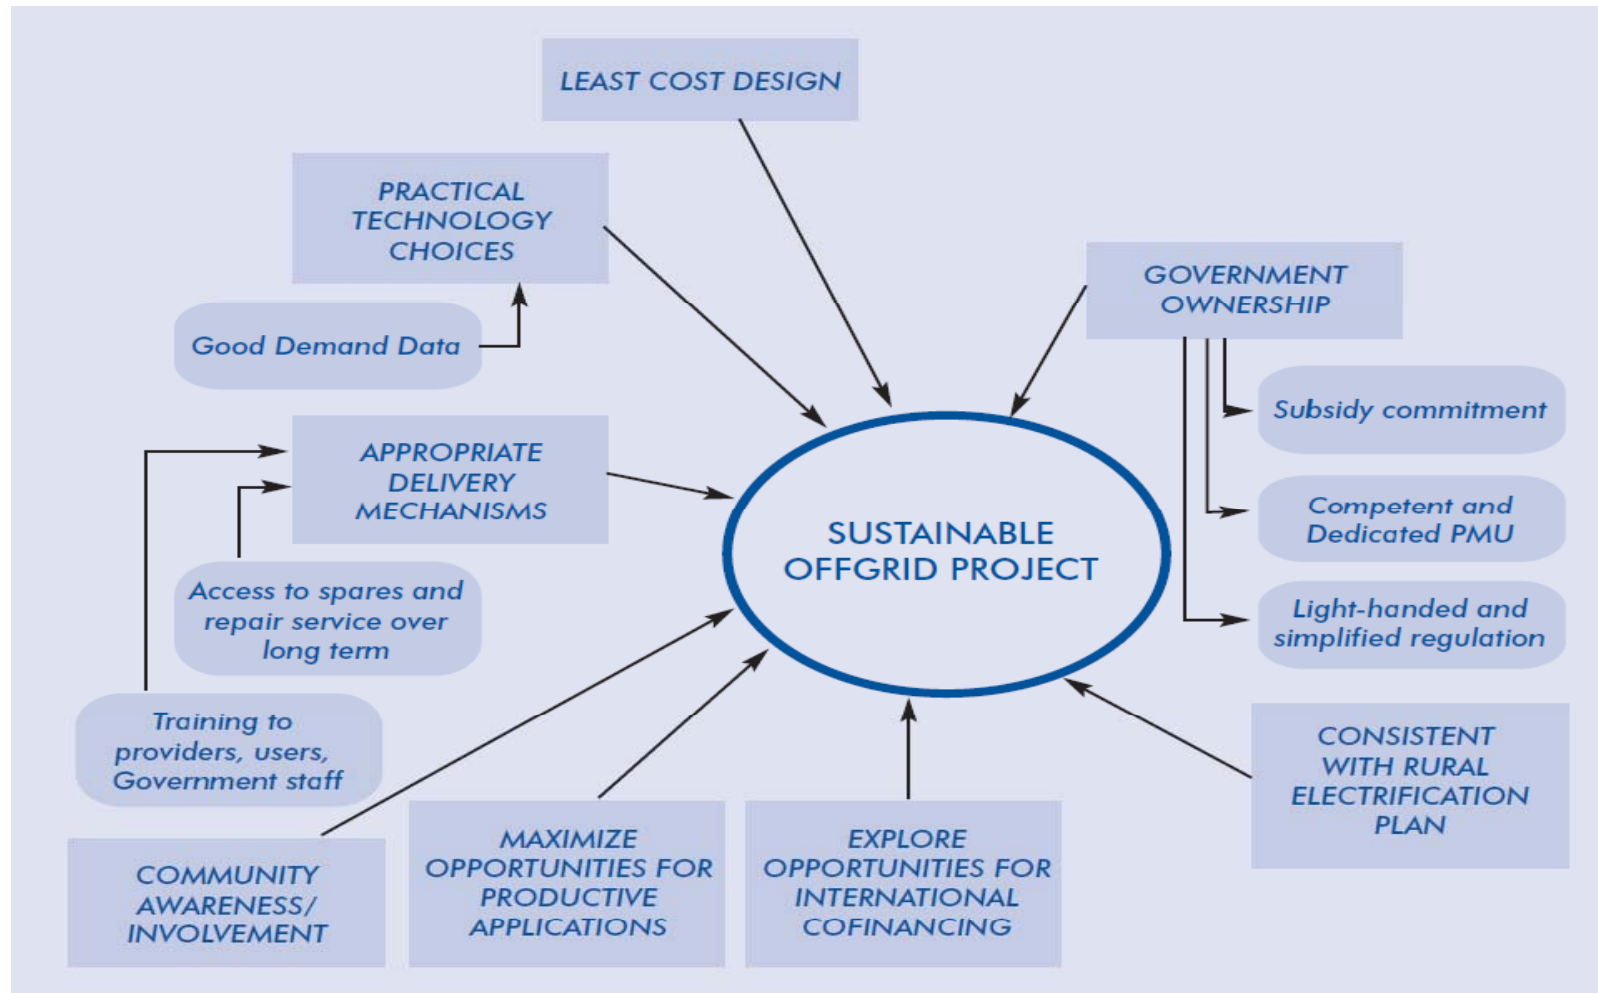 LEAST COST DESIGN
PRACTICAL
TECHNOLOGY
CHOICES
GOVERNMENT
OWNERSHIP
Good Demand Data
Subsidy commitment
APPROPRIATE
DELIVERY
MECHANISMS
Competent and
Dedicated PMU
SUSTAINABLE
OFFGRID PROJECT
Access to spares and
repair service over
long term
Light-handed and
simplified regulation
Training to
providers, users,
Government staff
CONSISTENT
WITH RURAL
ELECTRIFICATION
PLAN
COMMUNITY
AWARENESS/
INVOLVEMENT
MAXIMIZE
OPPORTUNITIES FOR
PRODUCTIVE
APPLICATIONS
EXPLORE
OPPORTUNITIES FOR
INTERNATIONAL
COFINANCING